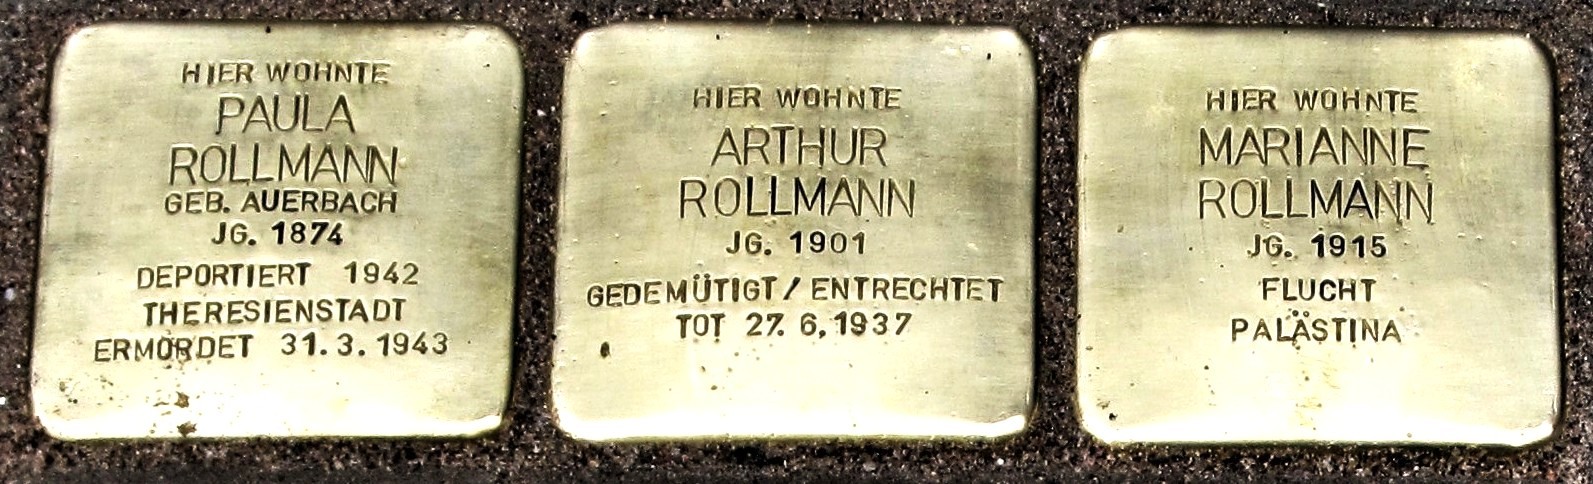 HIER WOHNTE
PAULA
ROLLMANN
GEB. AUERBACH
JG. 1874
DEPORTIERT 1942
THERESIENSTADT
ERMORDET 31.3.1943
HIER WOHNTE
ARTHUR
ROLLMANN
JG. 1901
GEDEMÜTIGT / ENTRECHTET
TOT 27.6.1937
HIER WOHNTE
MARIANNE
ROLLMANN
JG. 1915
FLUCHT
PALÄSTINA